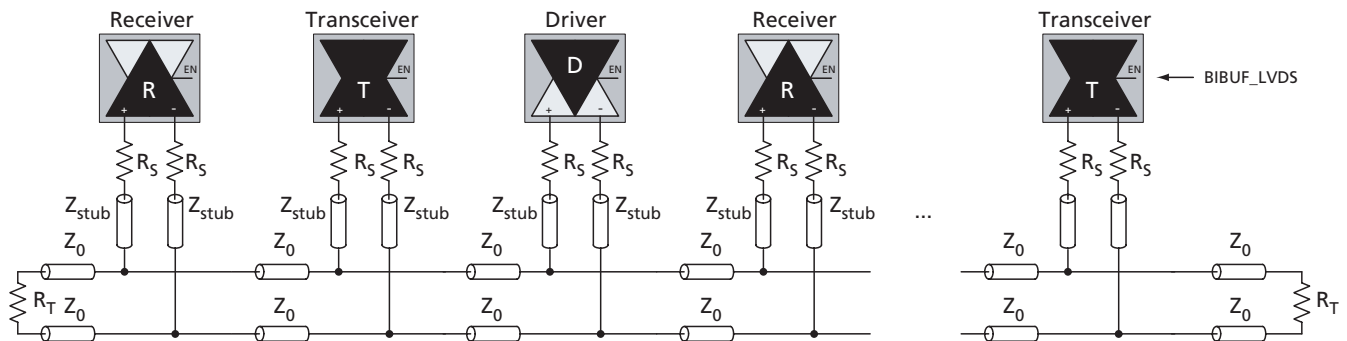 Receiver Transceiver Driver Receiver Transceiver
EN EN D EN EN EN
R T R T BIBUF_LVDS
+ - + - + - + - + -
R_S R_S R_S R_S R_S R_S R_S R_S R_S
Z_stub Z_stub Z_stub Z_stub Z_stub Z_stub Z_stub Z_stub ...
Z_0 Z_0 Z_0 Z_0 Z_0 Z_0
R_T Z_0 Z_0 Z_0 Z_0 Z_0 Z_0 R_T